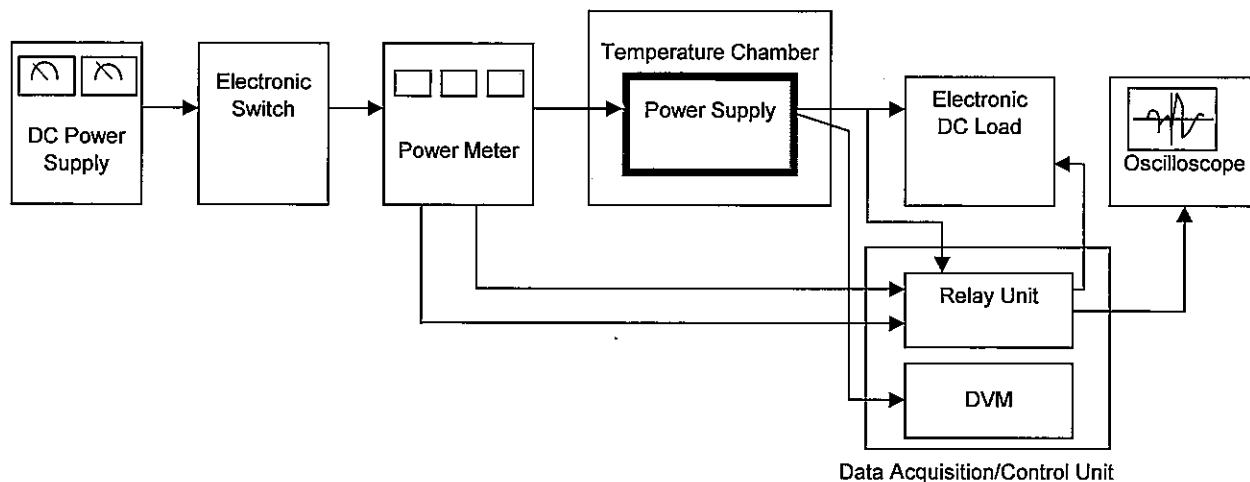 DC Power
Supply
Electronic
Switch
Power Meter
Temperature Chamber
Power Supply
Electronic
DC Load
Oscilloscope
Relay Unit
DVM
Data Acquisition/Control Unit